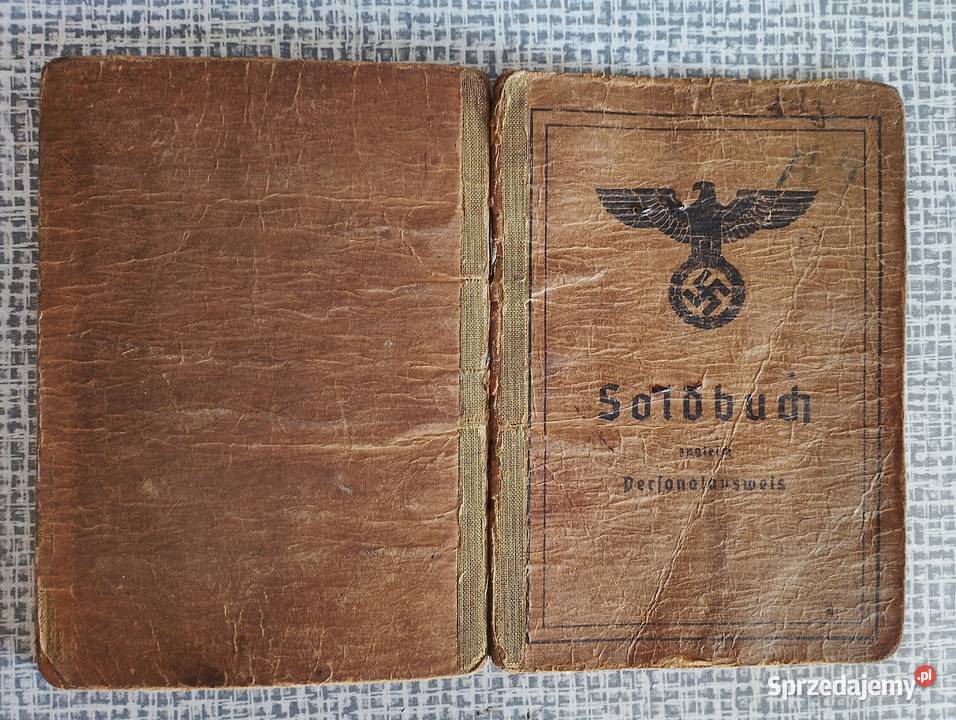 Soldbuch
zugleich
Personalausweis
Sprzedajemy.pl